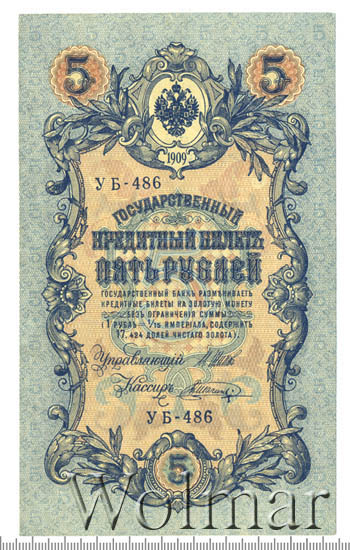 5 5
1909
УБ-486
ГОСУДАРСТВЕННЫЙ
КРЕДИТНЫЙ БИЛЕТЪ
ПЯТЬ РУБЛЕЙ
ГОСУДАРСТВЕННЫЙ БАНКЪ РАЗМѢНИВАЕТЪ
КРЕДИТНЫЕ БИЛЕТЫ НА ЗОЛОТУЮ МОНЕТУ
БЕЗЪ ОГРАНИЧЕНІЯ СУММЫ
(1 РУБЛЬ = 1/15 ИМПЕРІАЛА, СОДЕРЖИТЪ
17,424 ДОЛЕЙ ЧИСТАГО ЗОЛОТА).
Управляющій
Кассиръ
УБ-486
5
Wolmar